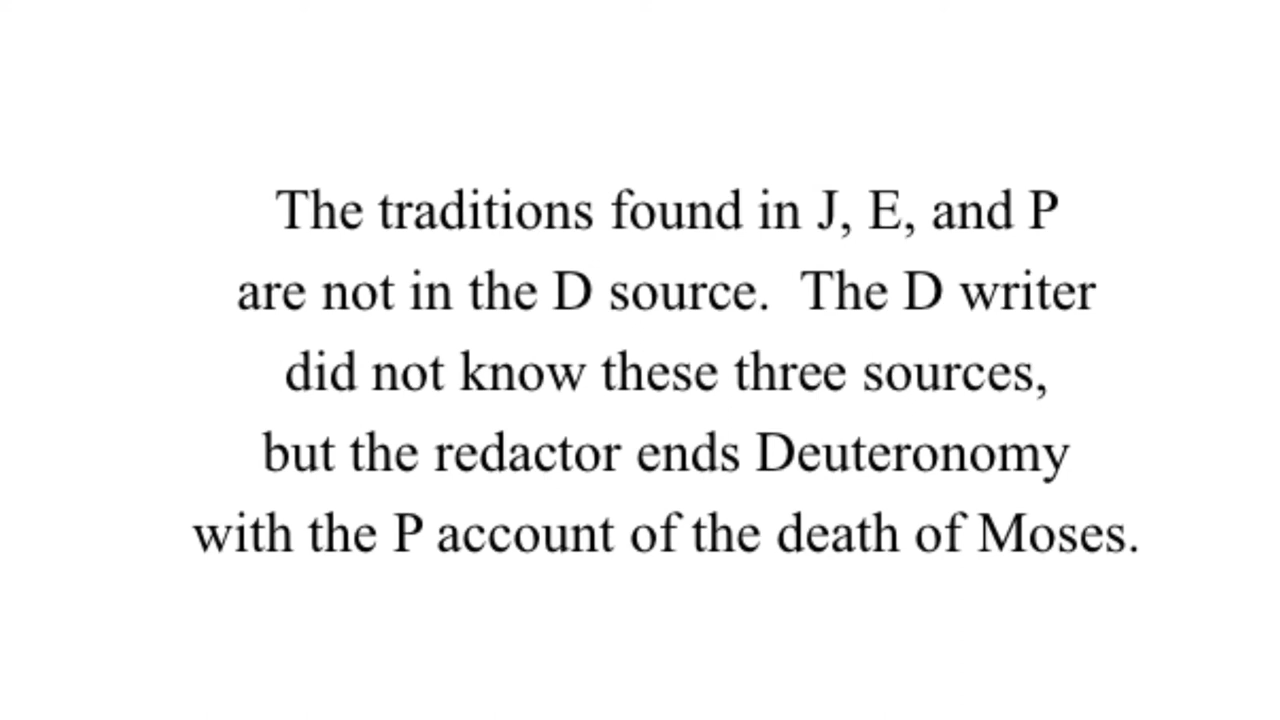 The traditions found in J, E, and P
are not in the D source.  The D writer
did not know these three sources,
but the redactor ends Deuteronomy
with the P account of the death of Moses.